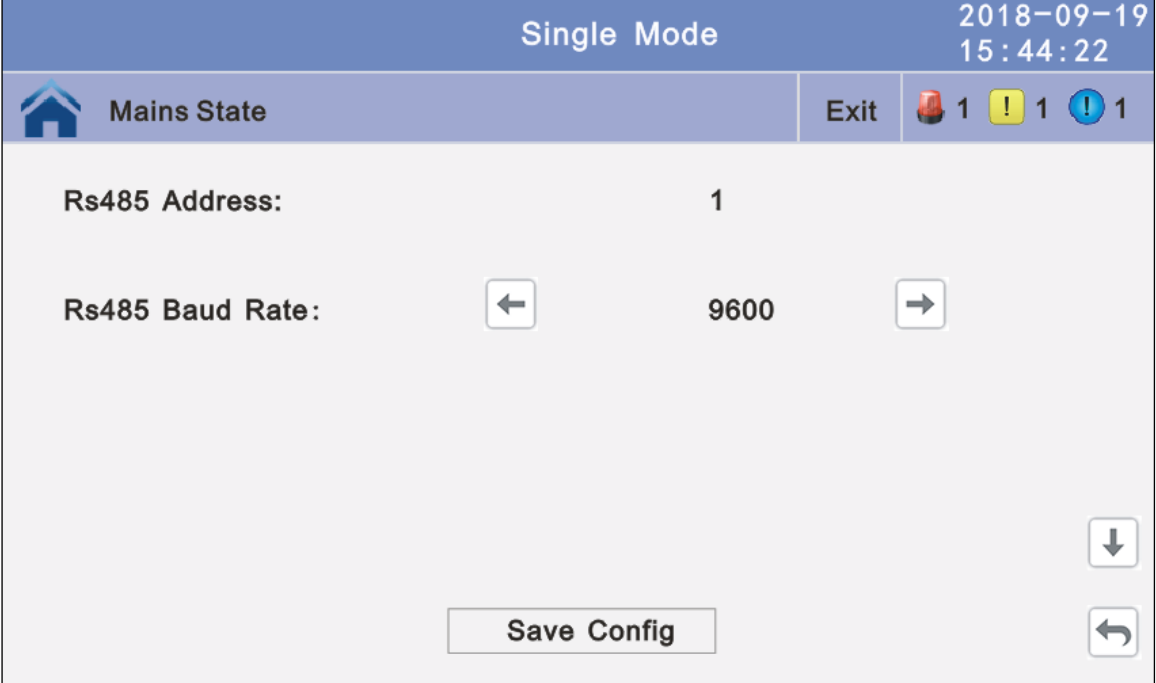 Single Mode
2018-09-19
15:44:22
Mains State
Exit
1
! 1
! 1
Rs485 Address: 1
Rs485 Baud Rate: 9600
Save Config